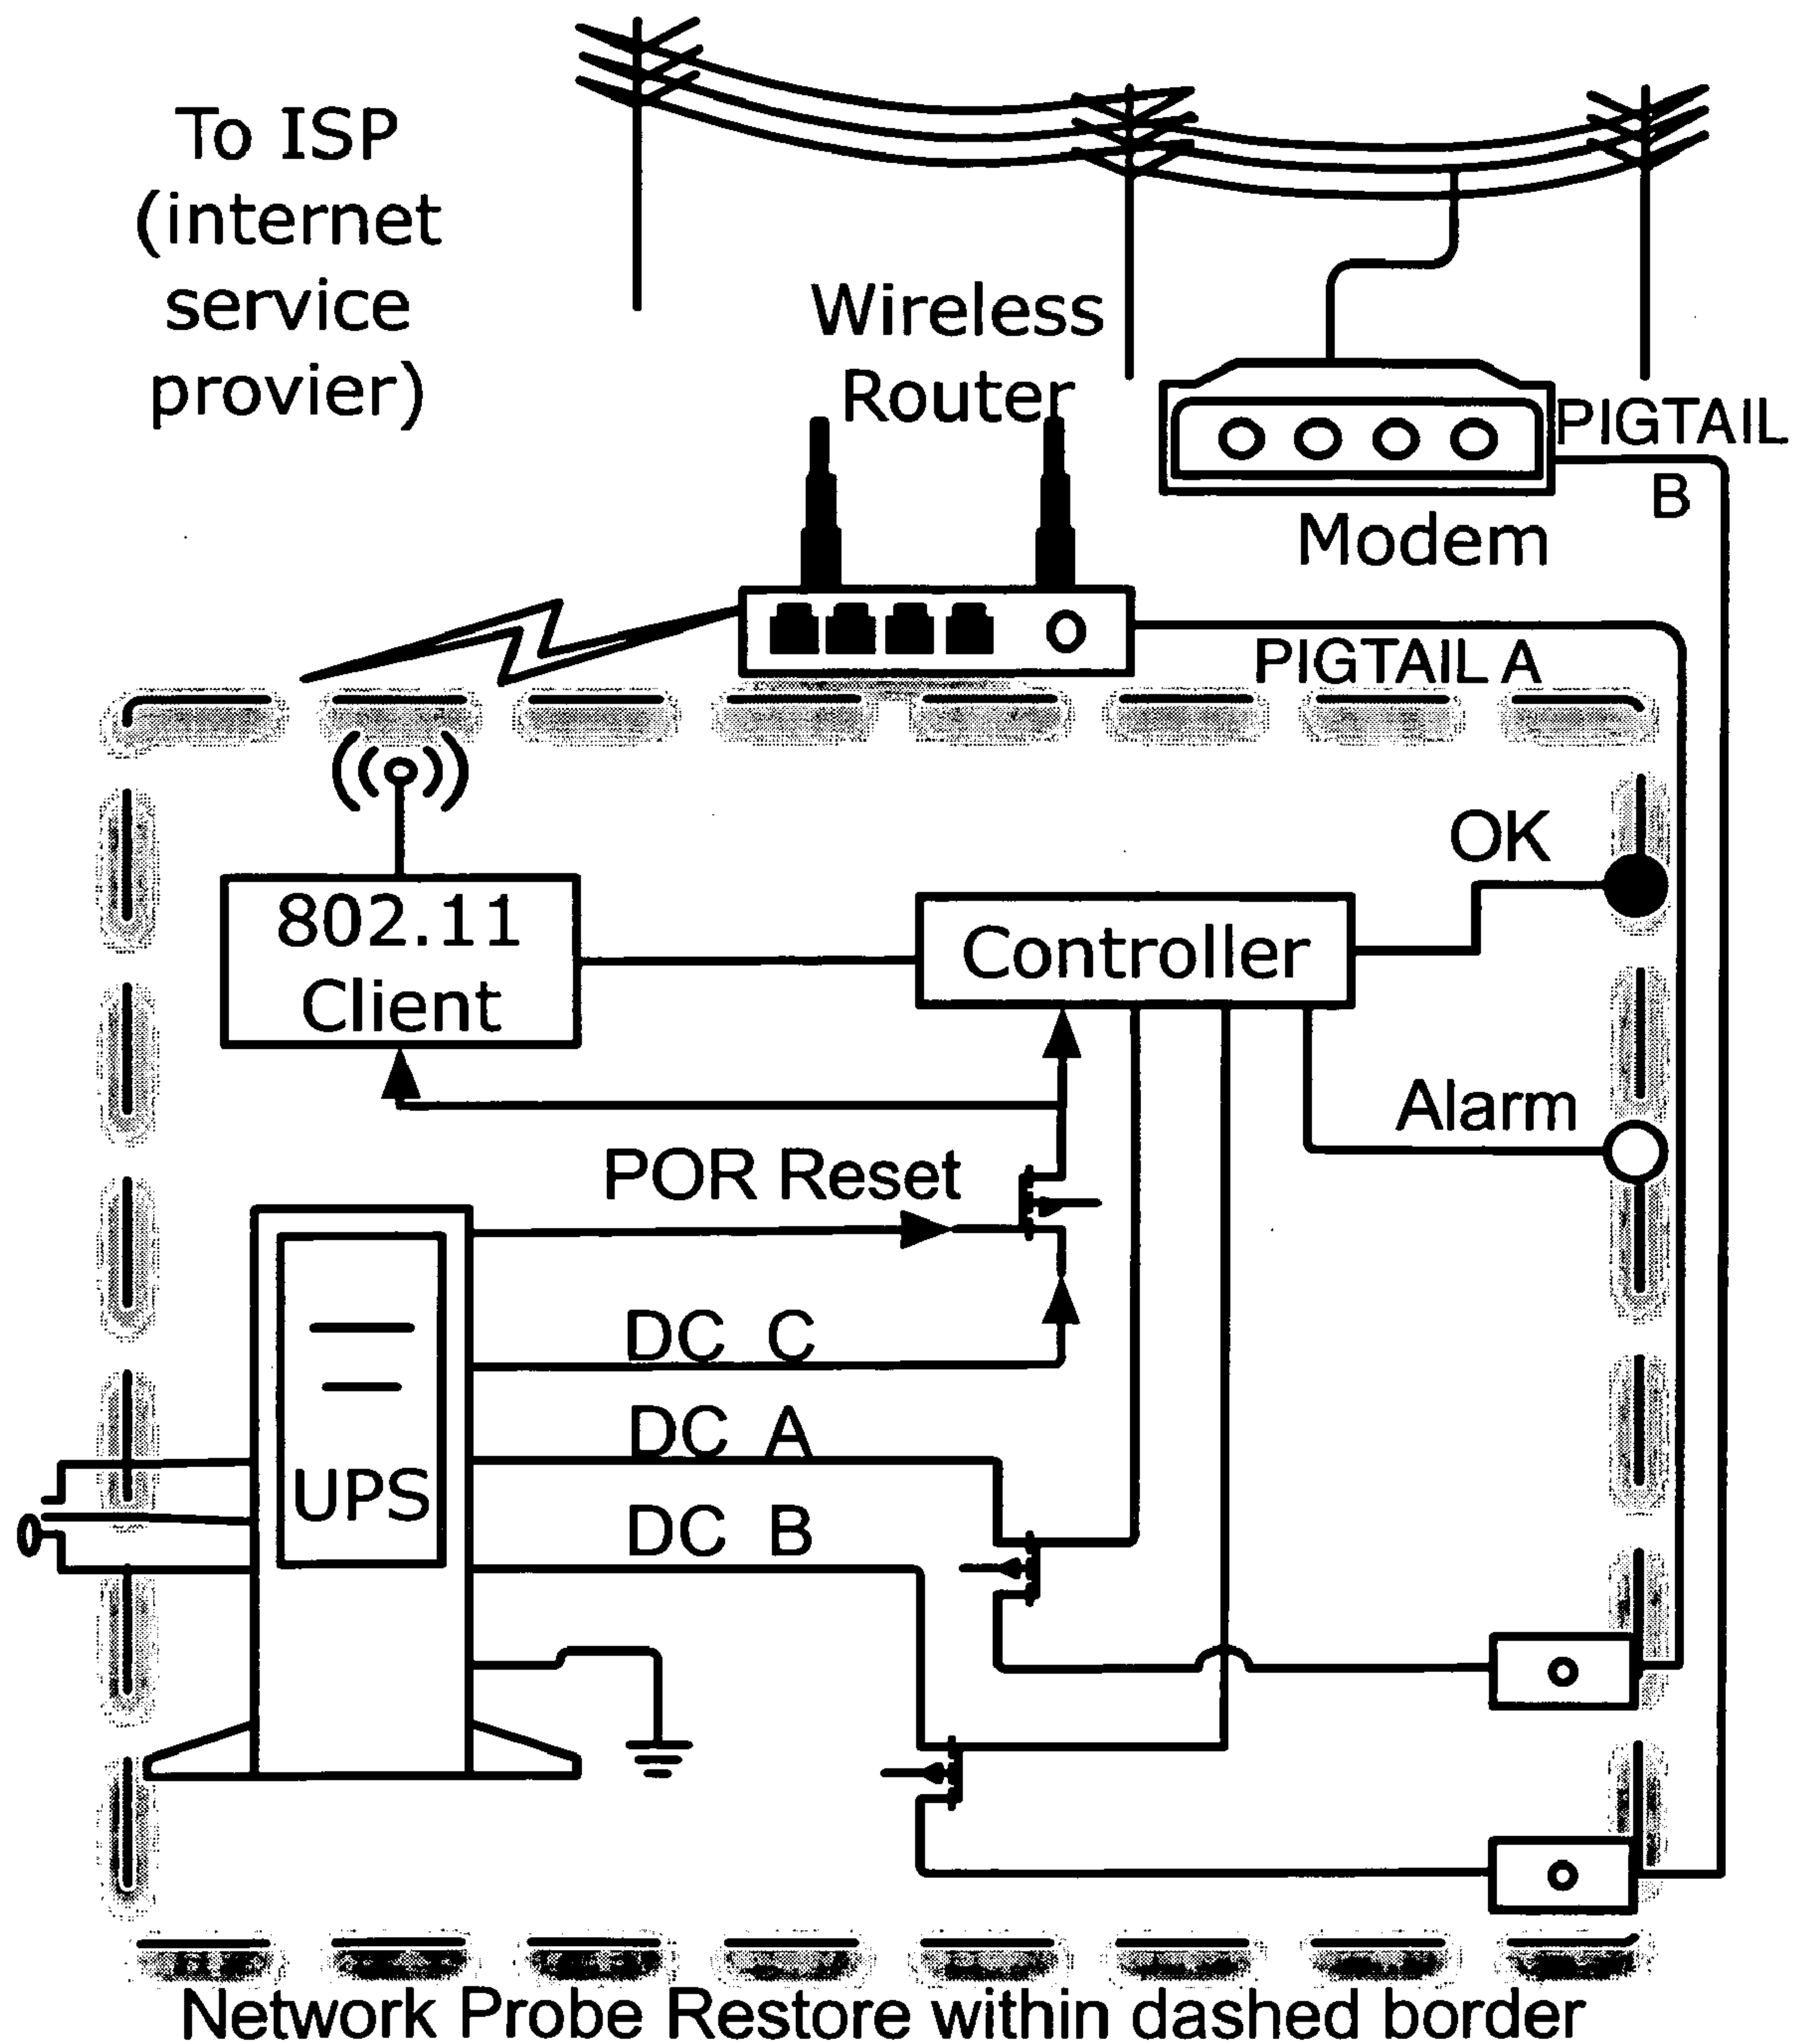 To ISP
(internet
service
provier)
Wireless
Router
PIGTAIL
B
Modem
PIGTAIL A
OK
802.11
Client
Controller
Alarm
POR Reset
DC C
DC A
UPS
DC B
Network Probe Restore within dashed border